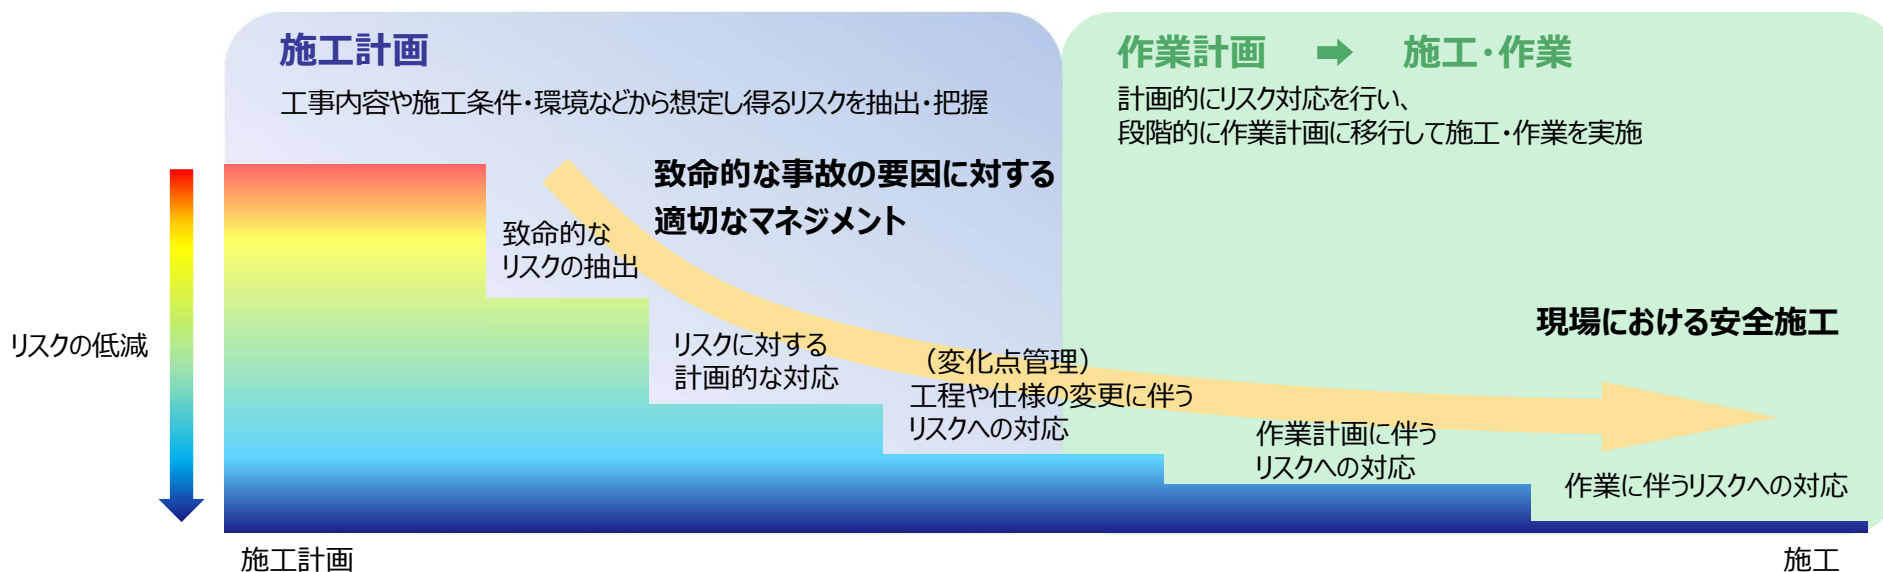 施工計画
工事内容や施工条件・環境などから想定し得るリスクを抽出・把握
作業計画 ➡ 施工・作業
計画的にリスク対応を行い、
段階的に作業計画に移行して施工・作業を実施
致命的な事故の要因に対する
適切なマネジメント
致命的な
リスクの抽出
リスクの低減
リスクに対する
計画的な対応
（変化点管理）
工程や仕様の変更に伴う
リスクへの対応
現場における安全施工
作業計画に伴う
リスクへの対応
作業に伴うリスクへの対応
施工計画
施工